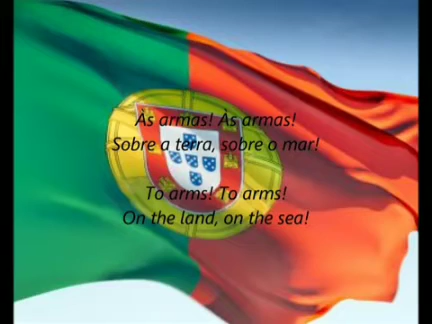 Às armas! Às armas!
Sobre a terra, sobre o mar!
To arms! To arms!
On the land, on the sea!